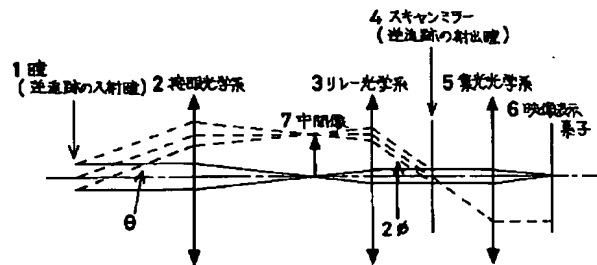 4 スキャンミラー
(逆追跡の射出瞳)
1 瞳
(逆追跡の入射瞳)
2 接眼光学系
3 リレー光学系
5 集光光学系
6 映像表示
素子
7 中間像
θ
2φ